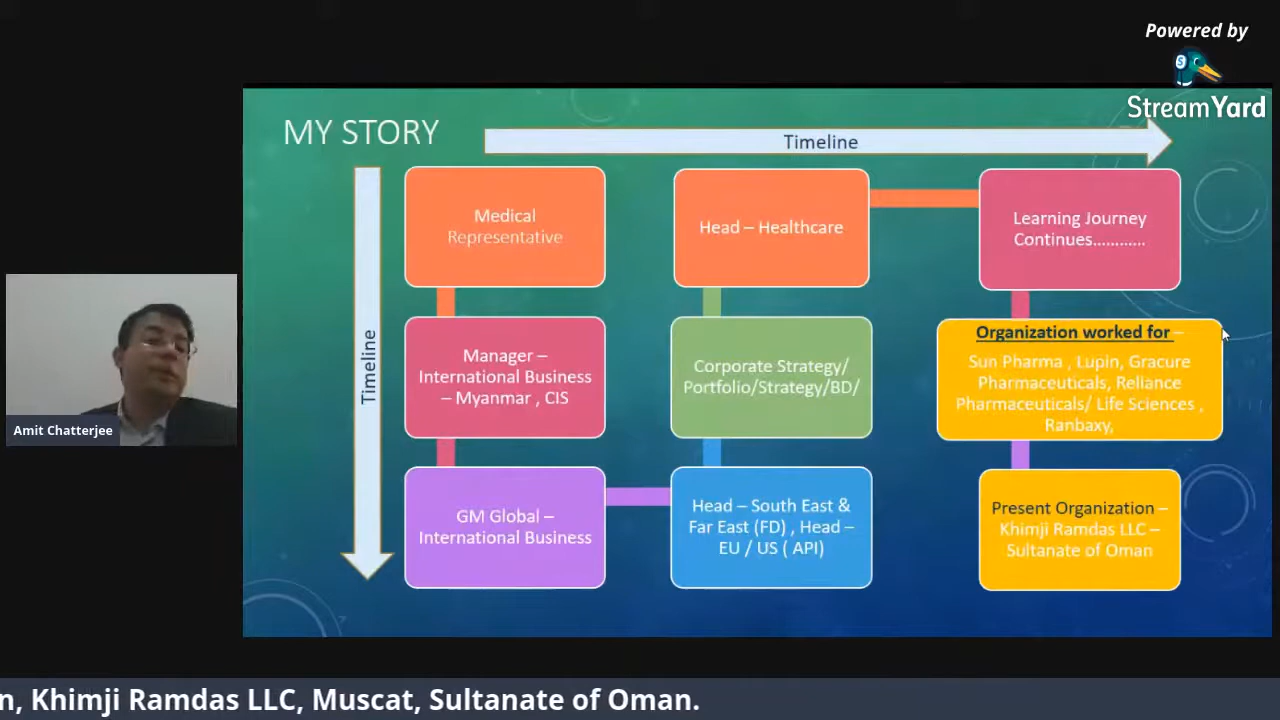 Powered by
StreamYard
MY STORY
Timeline
Timeline
Medical
Representative
Manager –
International Business
– Myanmar , CIS
GM Global –
International Business
Head – South East &
Far East (FD) , Head –
EU / US ( API)
Corporate Strategy/
Portfolio/Strategy/BD/
Head – Healthcare
Learning Journey
Continues............
Organization worked for –
Sun Pharma , Lupin, Gracure
Pharmaceuticals, Reliance
Pharmaceuticals/ Life Sciences ,
Ranbaxy,
Present Organization –
Khimji Ramdas LLC –
Sultanate of Oman
Amit Chatterjee
n, Khimji Ramdas LLC, Muscat, Sultanate of Oman.